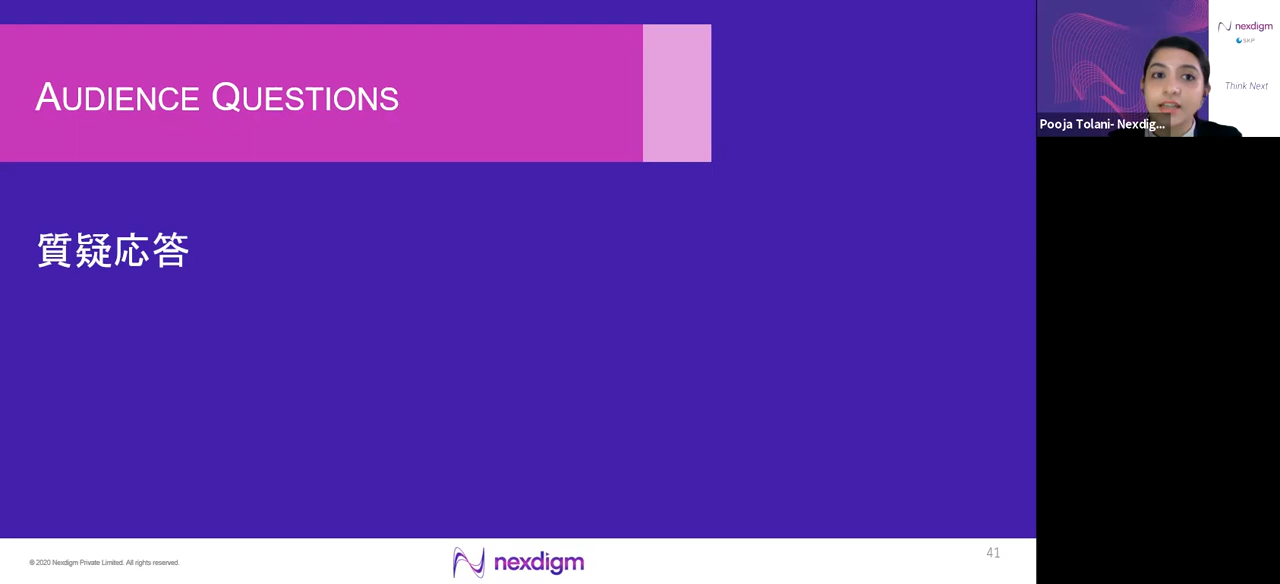 AUDIENCE QUESTIONS
質疑応答
© 2020 Nexdigm Private Limited. All rights reserved.
nexdigm
41
nexdigm
SKP
Think Next
Pooja Tolani- Nexdig...